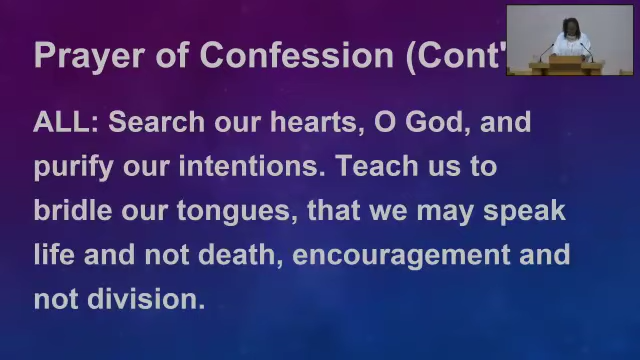 Prayer of Confession (Cont'
ALL: Search our hearts, O God, and
purify our intentions. Teach us to
bridle our tongues, that we may speak
life and not death, encouragement and
not division.